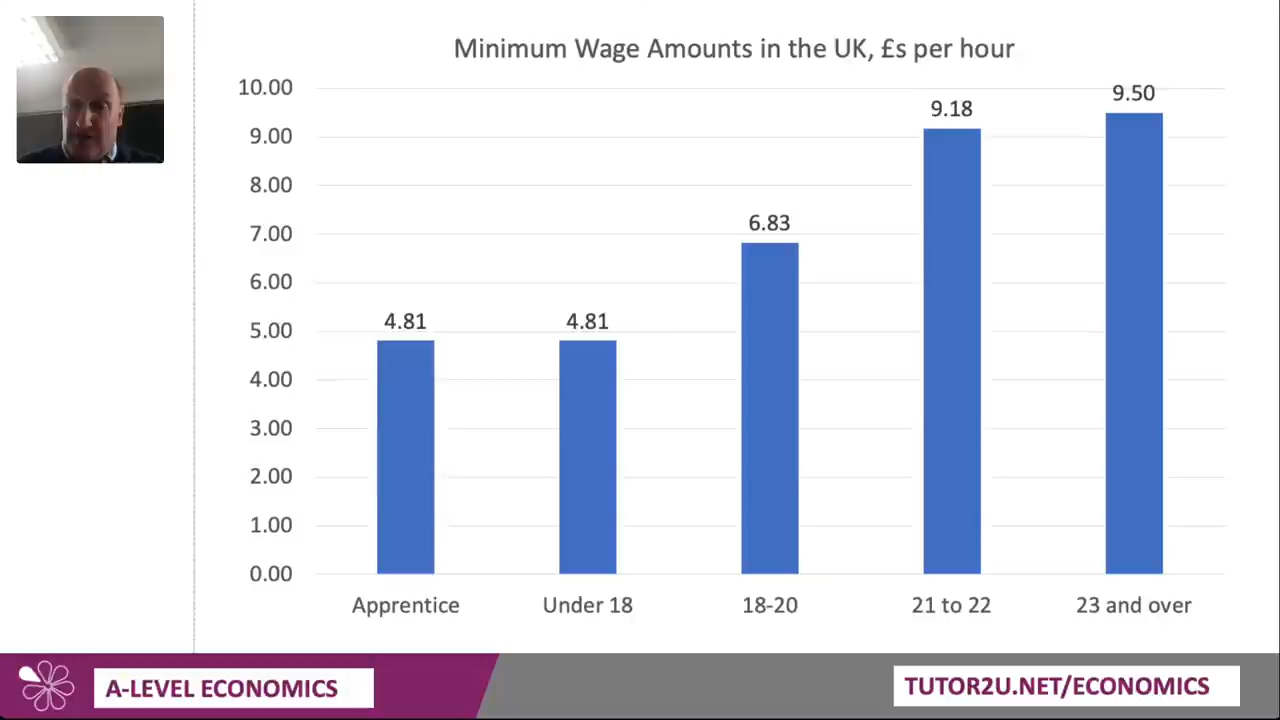 Minimum Wage Amounts in the UK, £s per hour
10.00
9.00
8.00
7.00
6.00
5.00
4.00
3.00
2.00
1.00
0.00
4.81
4.81
6.83
9.18
9.50
Apprentice
Under 18
18-20
21 to 22
23 and over
A-LEVEL ECONOMICS
TUTOR2U.NET/ECONOMICS